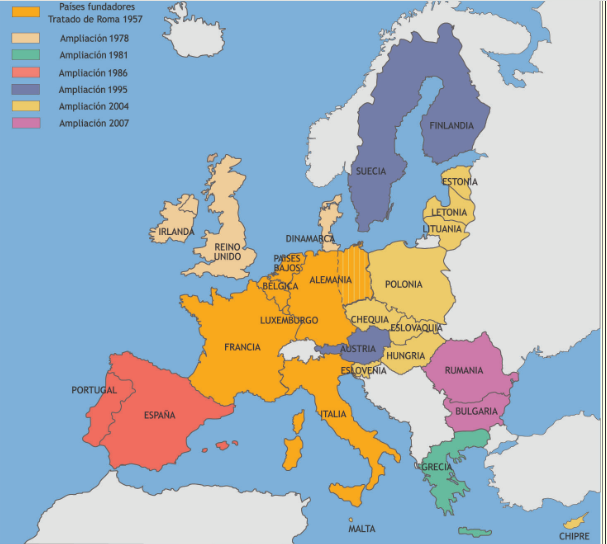 Países fundadores
Tratado de Roma 1957
Ampliación 1978
Ampliación 1981
Ampliación 1986
Ampliación 1995
Ampliación 2004
Ampliación 2007
FINLANDIA
SUECIA
ESTONIA
LETONIA
LITUANIA
IRLANDA
REINO
UNIDO
DINAMARCA
PAÍSES
BAJOS
BÉLGICA
ALEMANIA
POLONIA
LUXEMBURGO
CHEQUIA
ESLOVAQUIA
FRANCIA
AUSTRIA
HUNGRIA
ESLOVENIA
RUMANIA
PORTUGAL
ESPAÑA
ITALIA
BULGARIA
GRECIA
MALTA
CHIPRE